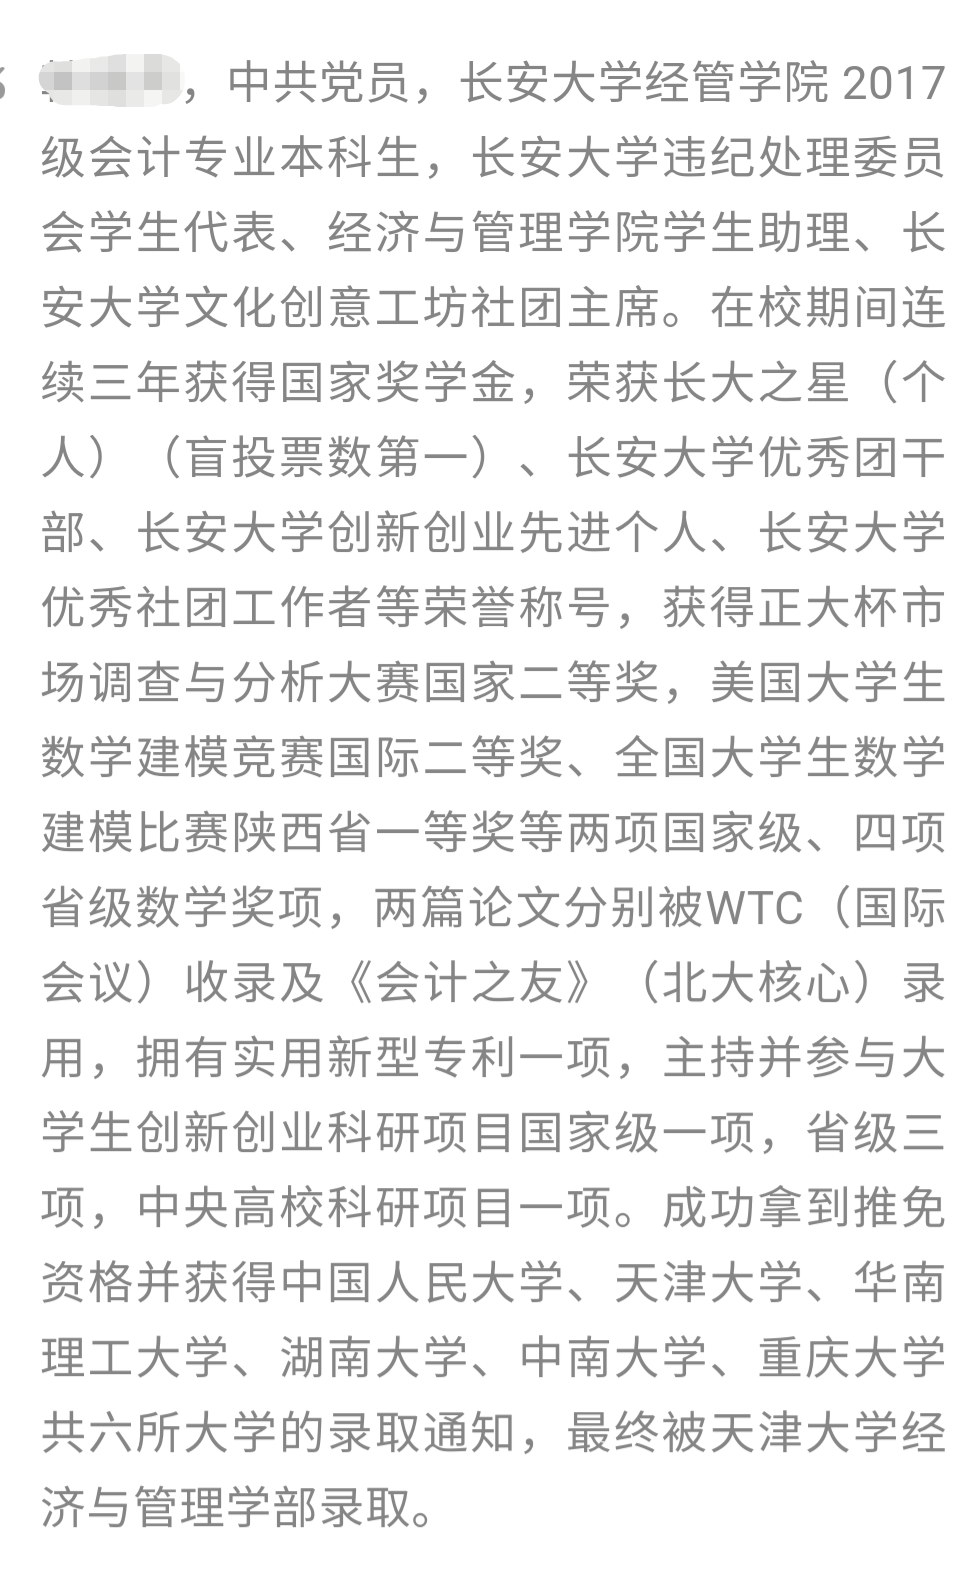 ，中共党员，长安大学经管学院 2017
级会计专业本科生，长安大学违纪处理委员
会学生代表、经济与管理学院学生助理、长
安大学文化创意工坊社团主席。在校期间连
续三年获得国家奖学金，荣获长大之星（个
人）（盲投票数第一）、长安大学优秀团干
部、长安大学创新创业先进个人、长安大学
优秀社团工作者等荣誉称号，获得正大杯市
场调查与分析大赛国家二等奖，美国大学生
数学建模竞赛国际二等奖、全国大学生数学
建模比赛陕西省一等奖等两项国家级、四项
省级数学奖项，两篇论文分别被WTC（国际
会议）收录及《会计之友》（北大核心）录
用，拥有实用新型专利一项，主持并参与大
学生创新创业科研项目国家级一项，省级三
项，中央高校科研项目一项。成功拿到推免
资格并获得中国人民大学、天津大学、华南
理工大学、湖南大学、中南大学、重庆大学
共六所大学的录取通知，最终被天津大学经
济与管理学部录取。